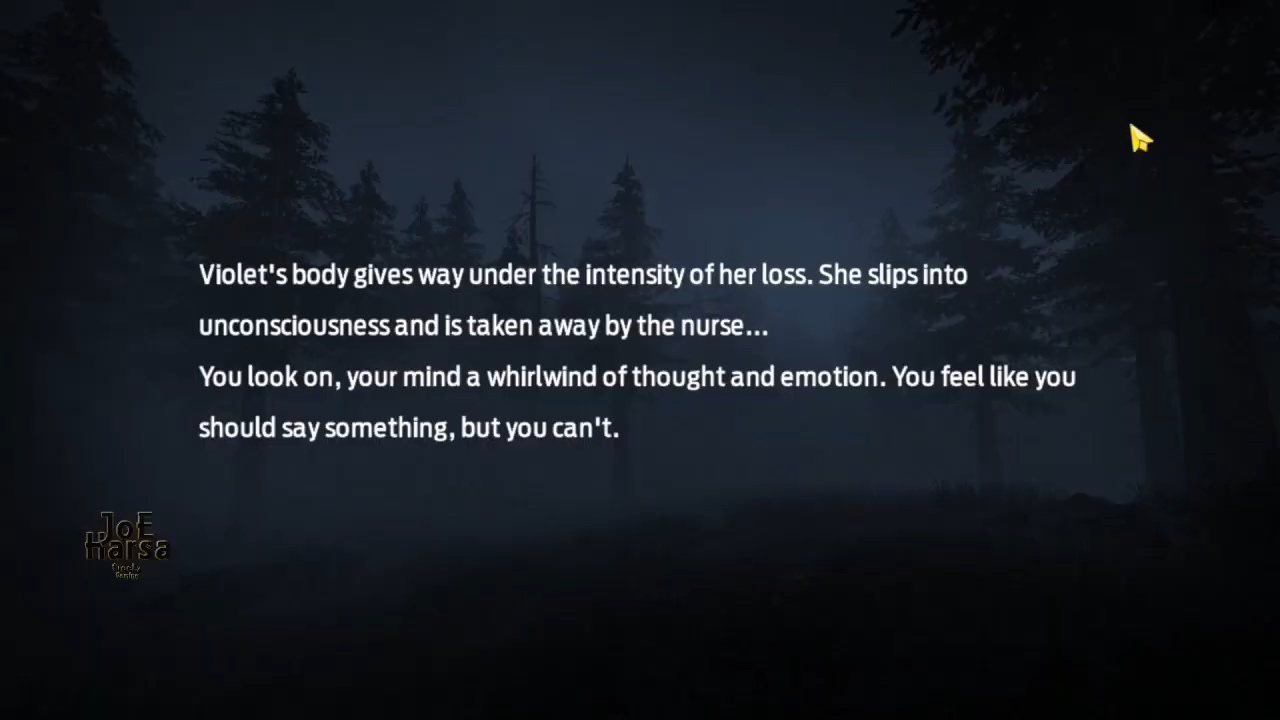 Violet's body gives way under the intensity of her loss. She slips into
unconsciousness and is taken away by the nurse...
You look on, your mind a whirlwind of thought and emotion. You feel like you
should say something, but you can't.
JoE
Harsa